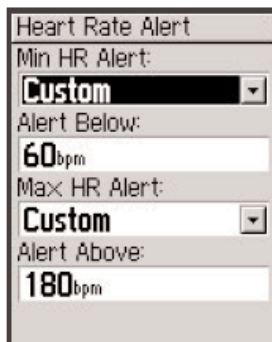 Heart Rate Alert
Min HR Alert:
Custom
Alert Below:
60bpm
Max HR Alert:
Custom
Alert Above:
180bpm